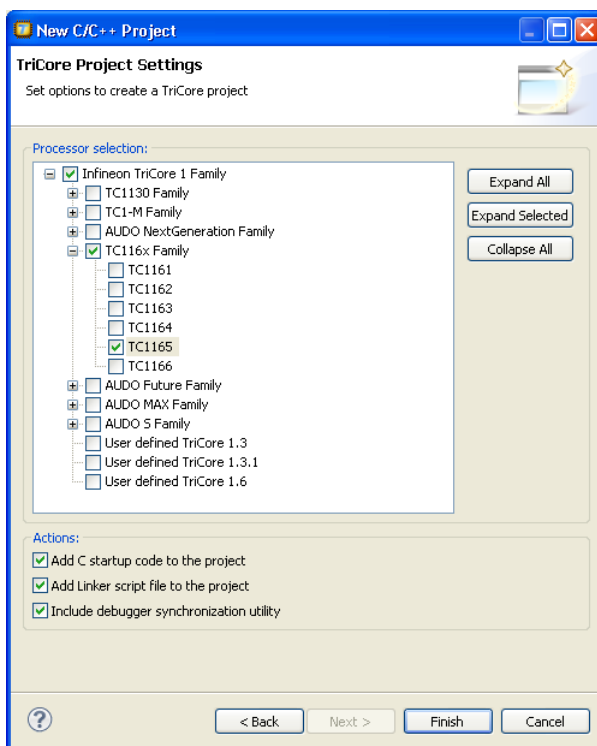 New C/C++ Project
TriCore Project Settings
Set options to create a TriCore project
Processor selection:
Infineon TriCore 1 Family
TC1130 Family
TC1-M Family
AUDO NextGeneration Family
TC116x Family
TC1161
TC1162
TC1163
TC1164
TC1165
TC1166
AUDO Future Family
AUDO MAX Family
AUDO S Family
User defined TriCore 1.3
User defined TriCore 1.3.1
User defined TriCore 1.6
Expand All
Expand Selected
Collapse All
Actions:
Add C startup code to the project
Add Linker script file to the project
Include debugger synchronization utility
? < Back Next > Finish Cancel